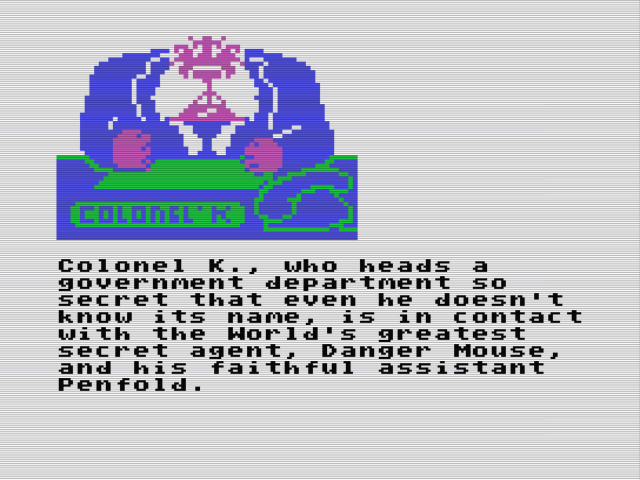 COLONEL K
Colonel K., who heads a
government department so
secret that even he doesn't
know its name, is in contact
with the World's greatest
secret agent, Danger Mouse,
and his faithful assistant
Penfold.